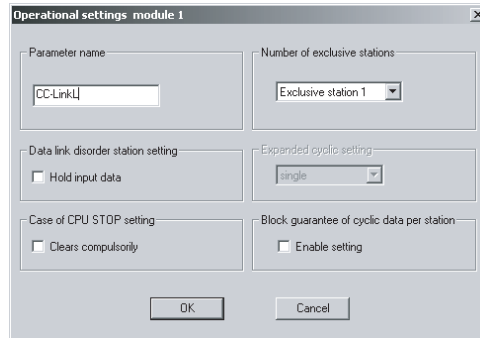 Operational settings module 1
Parameter name
CC-LinkL
Number of exclusive stations
Exclusive station 1
Data link disorder station setting
Hold input data
Expanded cyclic setting
single
Case of CPU STOP setting
Clears compulsorily
Block guarantee of cyclic data per station
Enable setting
OK
Cancel